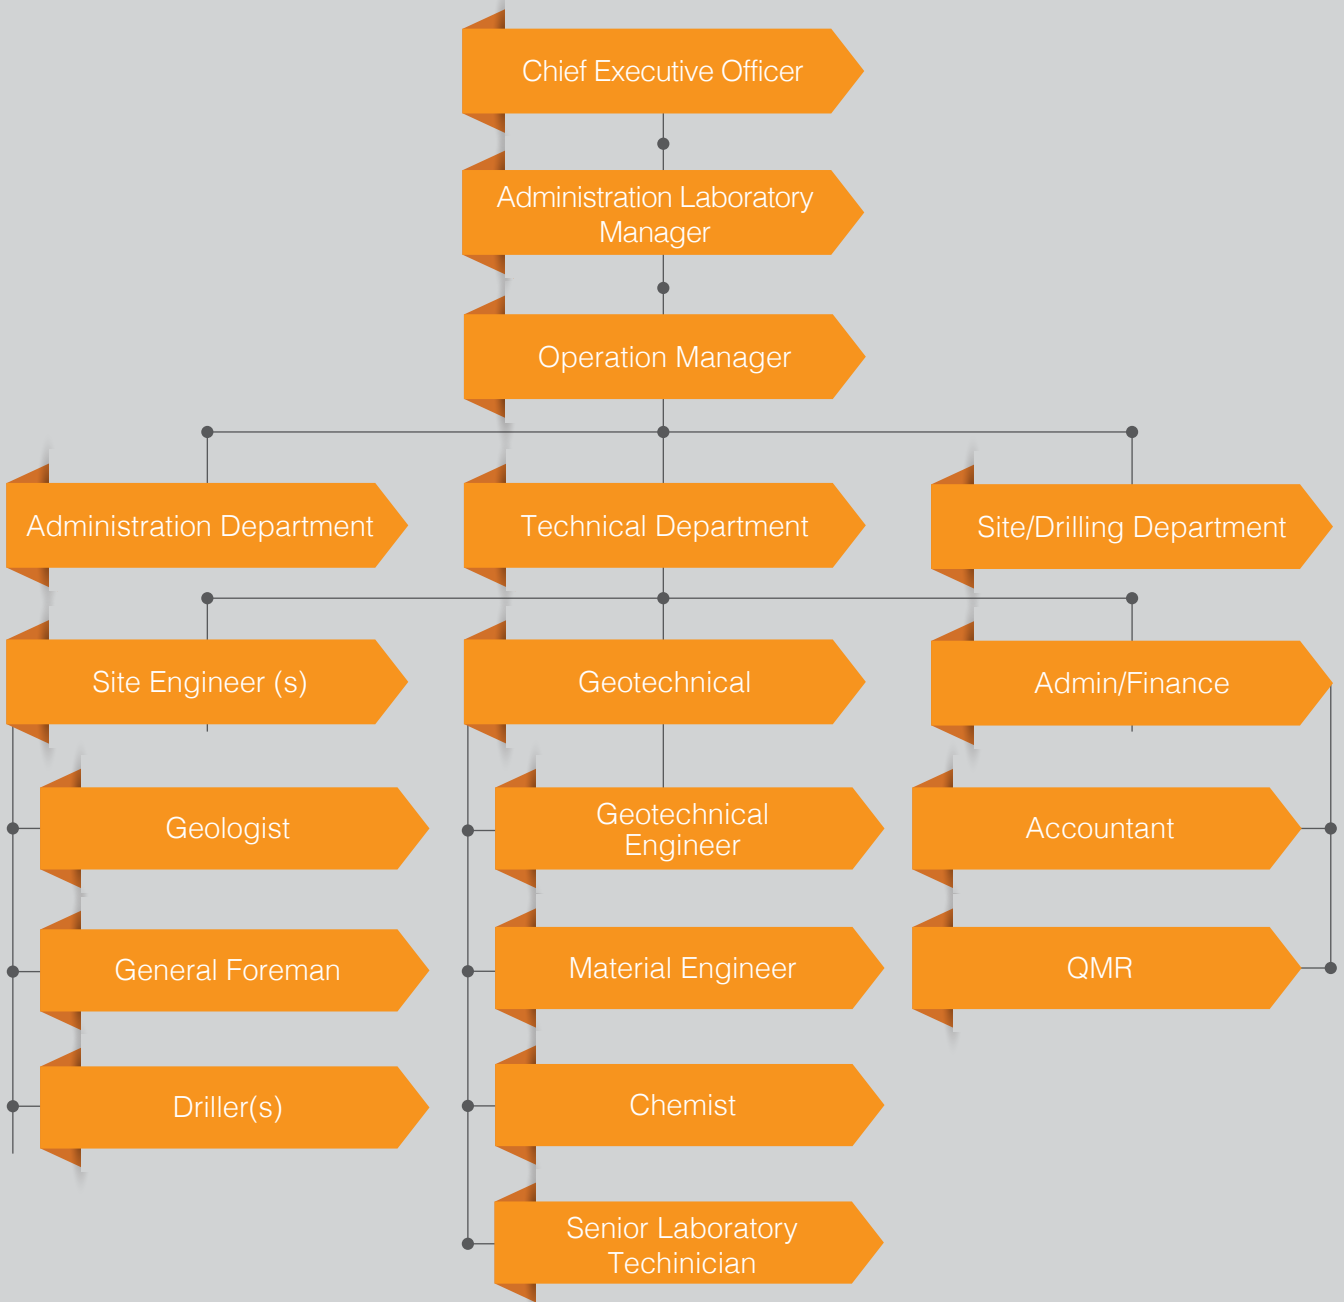 Chief Executive Officer
Administration Laboratory
Manager
Operation Manager
Administration Department
Technical Department
Site/Drilling Department
Site Engineer (s)
Geotechnical
Admin/Finance
Geologist
Geotechnical
Engineer
Accountant
General Foreman
Material Engineer
QMR
Driller(s)
Chemist
Senior Laboratory
Techinician